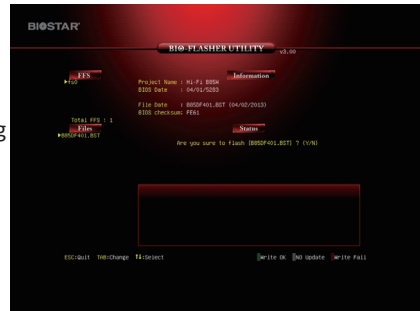 BIOSTAR
BIO-FLASHER UTILITY v3.00
FFS
fs0
Information
Project Name : Hi-Fi B85W
BIOS Date : 04/01/5203
File Date : B85DF401.BST (04/02/2013)
BIOS checksum: FE61
Total FFS : 1
Files
B85DF401.BST
Status
Are you sure to flash [B85DF401.BST] ? (Y/N)
ESC:Quit TAB:Change ↑↓:Select
Write OK NO Update Write Fail